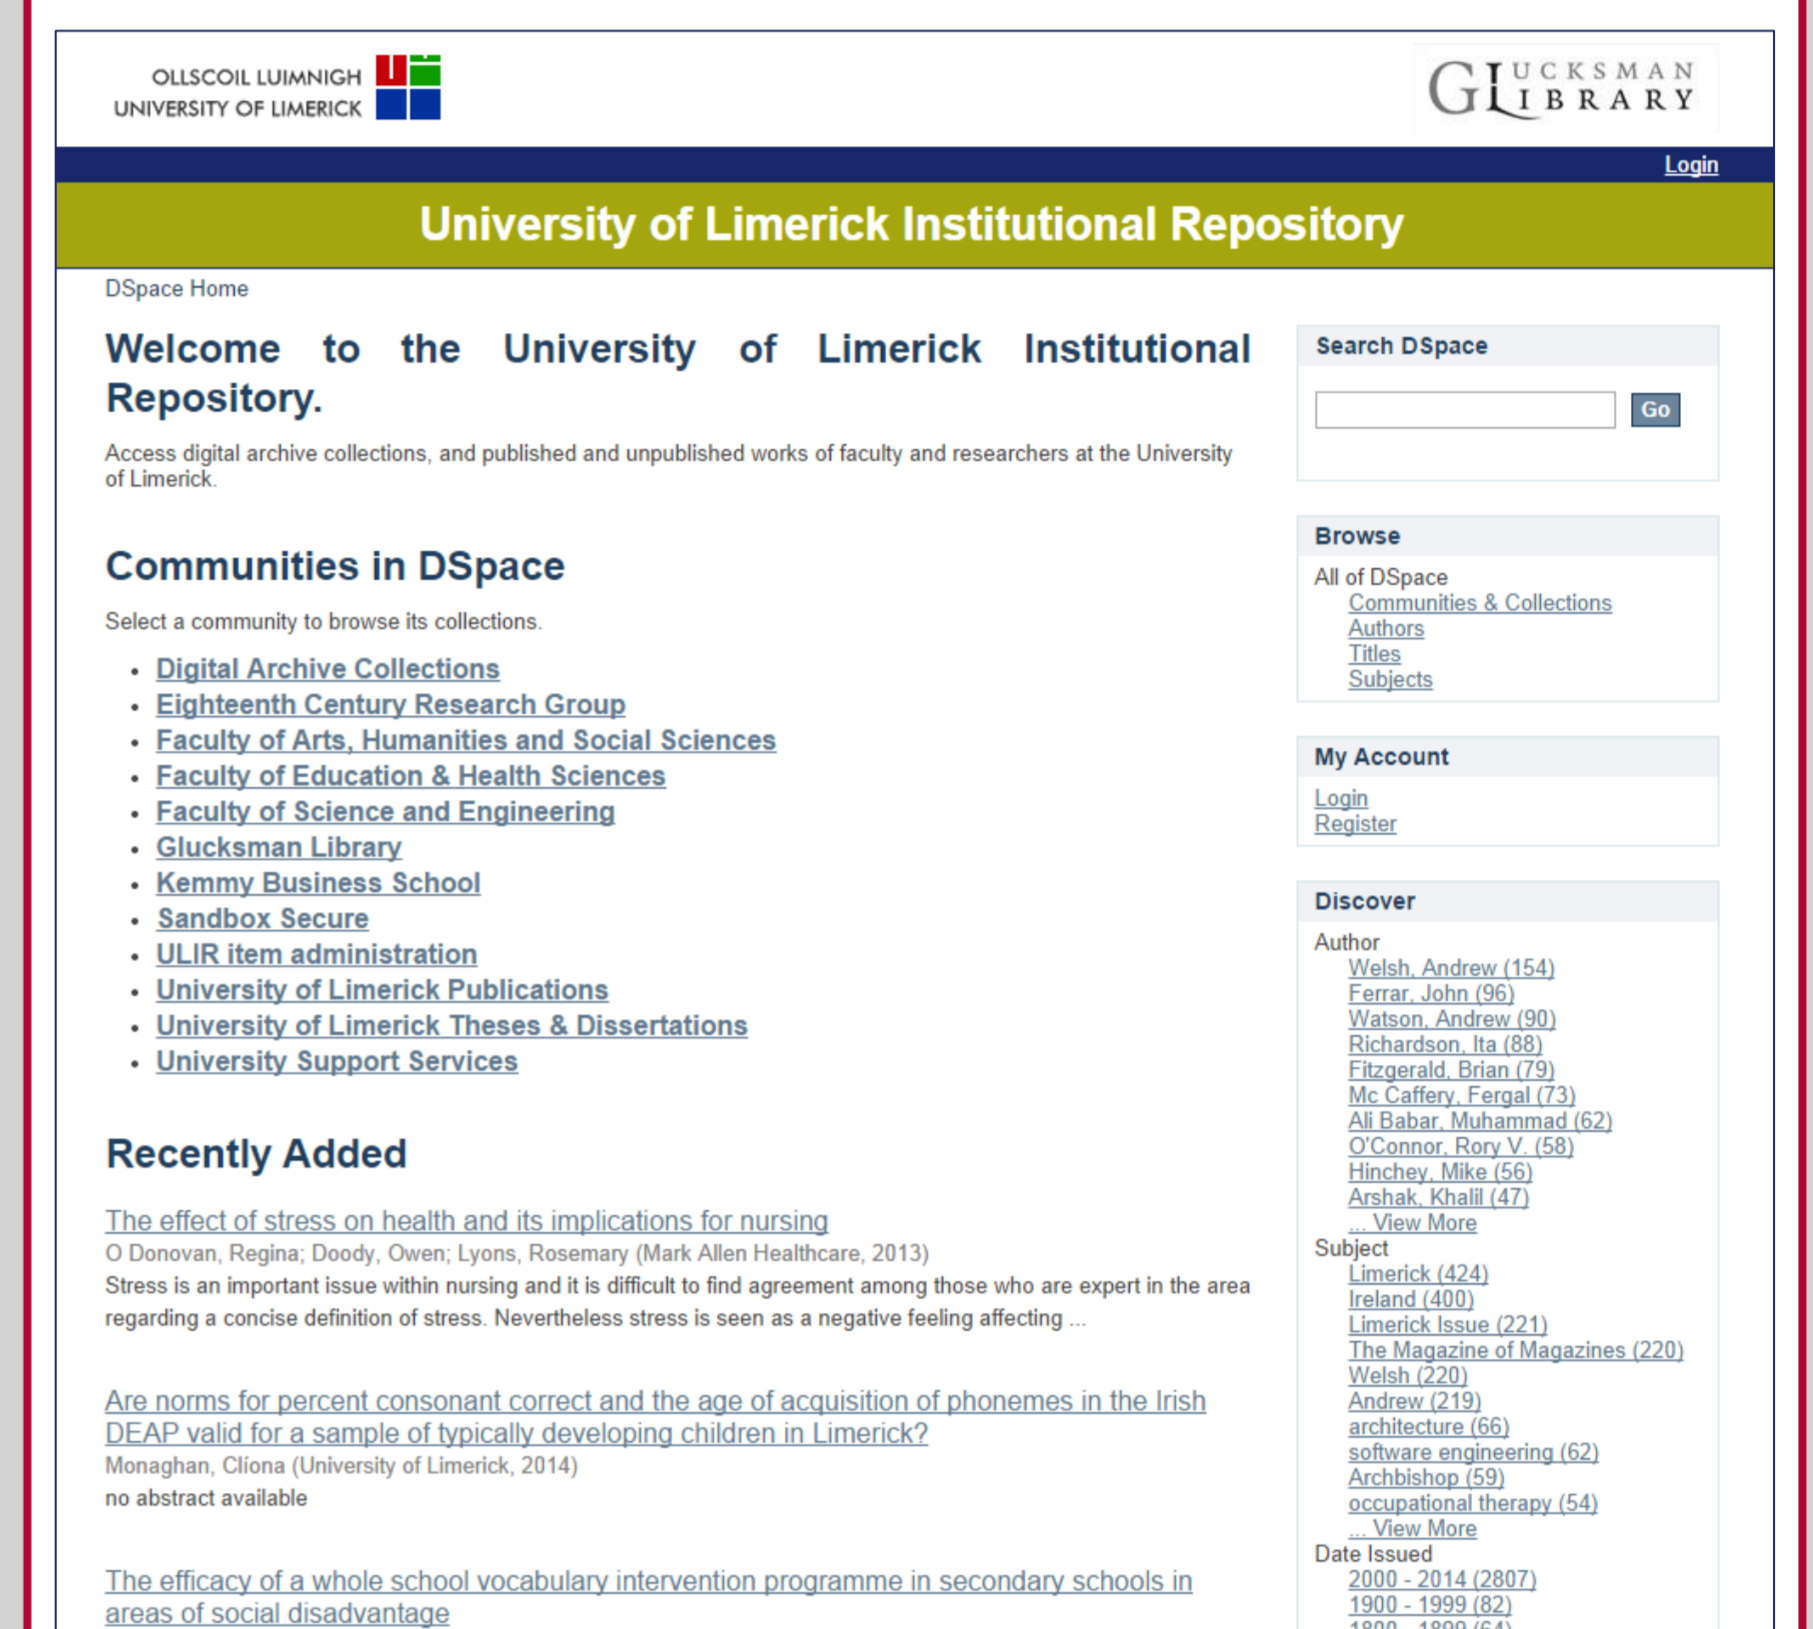 OLLSCOIL LUIMNIGH
UNIVERSITY OF LIMERICK
GLUCKSMAN
LIBRARY
Login
University of Limerick Institutional Repository
DSpace Home
Welcome to the University of Limerick Institutional
Repository.
Access digital archive collections, and published and unpublished works of faculty and researchers at the University
of Limerick.
Communities in DSpace
Select a community to browse its collections.
• Digital Archive Collections
• Eighteenth Century Research Group
• Faculty of Arts, Humanities and Social Sciences
• Faculty of Education & Health Sciences
• Faculty of Science and Engineering
• Glucksman Library
• Kemmy Business School
• Sandbox Secure
• ULIR item administration
• University of Limerick Publications
• University of Limerick Theses & Dissertations
• University Support Services
Recently Added
The effect of stress on health and its implications for nursing
O Donovan, Regina; Doody, Owen; Lyons, Rosemary (Mark Allen Healthcare, 2013)
Stress is an important issue within nursing and it is difficult to find agreement among those who are expert in the area
regarding a concise definition of stress. Nevertheless stress is seen as a negative feeling affecting ...
Are norms for percent consonant correct and the age of acquisition of phonemes in the Irish
DEAP valid for a sample of typically developing children in Limerick?
Monaghan, Clíona (University of Limerick, 2014)
no abstract available
The efficacy of a whole school vocabulary intervention programme in secondary schools in
areas of social disadvantage
Search DSpace
Go
Browse
All of DSpace
Communities & Collections
Authors
Titles
Subjects
My Account
Login
Register
Discover
Author
Welsh, Andrew (154)
Ferrar, John (96)
Watson, Andrew (90)
Richardson, Ita (88)
Fitzgerald, Brian (79)
Mc Caffery, Fergal (73)
Ali Babar, Muhammad (62)
O'Connor, Rory V. (58)
Hinchey, Mike (56)
Arshak, Khalil (47)
... View More
Subject
Limerick (424)
Ireland (400)
Limerick Issue (221)
The Magazine of Magazines (220)
Welsh (220)
Andrew (219)
architecture (66)
software engineering (62)
Archbishop (59)
occupational therapy (54)
... View More
Date Issued
2000 - 2014 (2807)
1900 - 1999 (82)
1800 - 1899 (64)